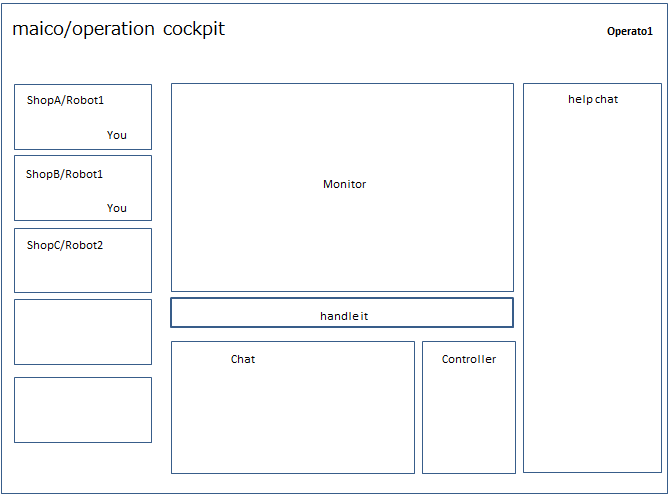 maico/operation cockpit
Operato1
ShopA/Robot1
You
ShopB/Robot1
You
ShopC/Robot2
Monitor
handle it
Chat
Controller
help chat